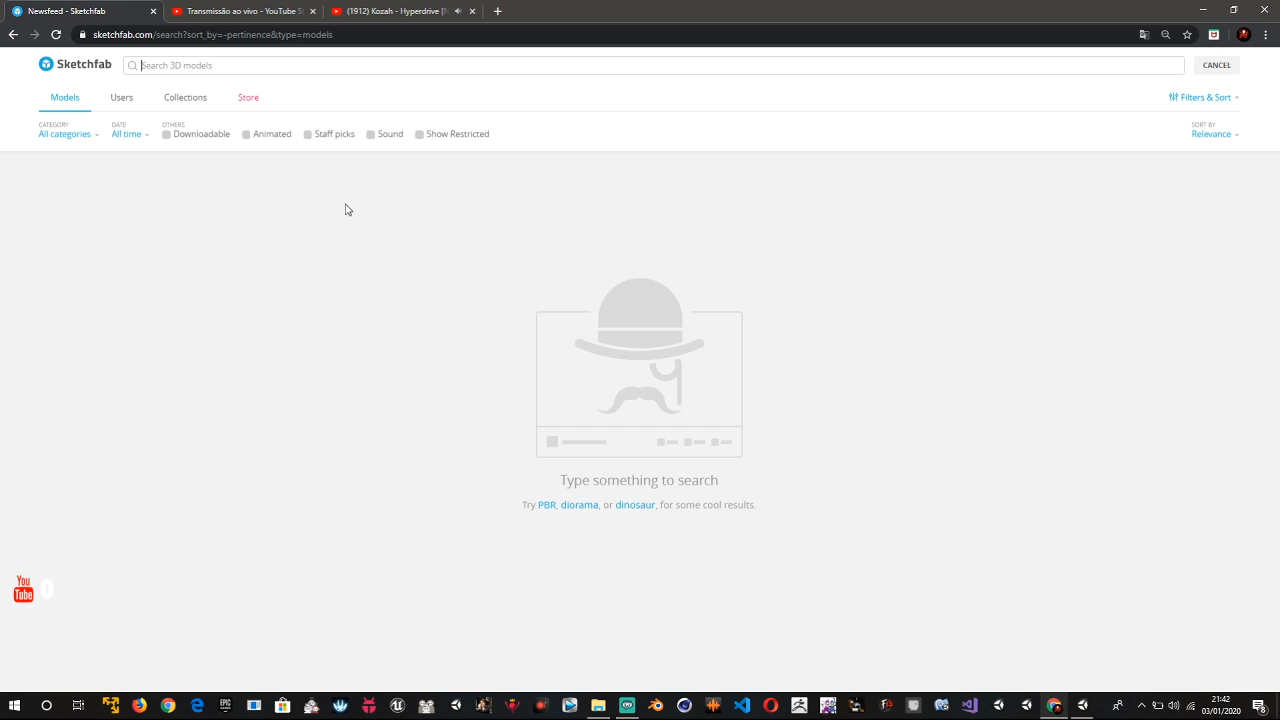 Newsfeed - Sketchfab
Transmissão ao vivo - YouTube S
(1912) Kozah - Hyperdrive [N
sketchfab.com/search?sort_by=-pertinence&type=models
Sketchfab
Search 3D models
CANCEL
Models
Users
Collections
Store
Filters & Sort
CATEGORY
All categories
DATE
All time
OTHERS
Downloadable
Animated
Staff picks
Sound
Show Restricted
SORT BY
Relevance
Type something to search
Try PBR, diorama, or dinosaur, for some cool results.
You
Tube
0
21:42
03/01/2020